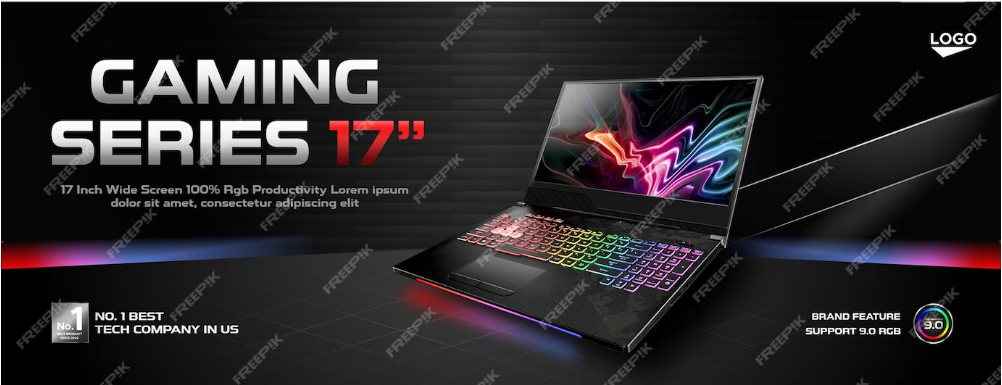 GAMING
SERIES 17”
17 Inch Wide Screen 100% Rgb Productivity Lorem ipsum
dolor sit amet, consectetur adipiscing elit
LOGO
No.1
NO. 1 BEST
TECH COMPANY IN US
BRAND FEATURE
SUPPORT 9.0 RGB
9.0
FREEPIK